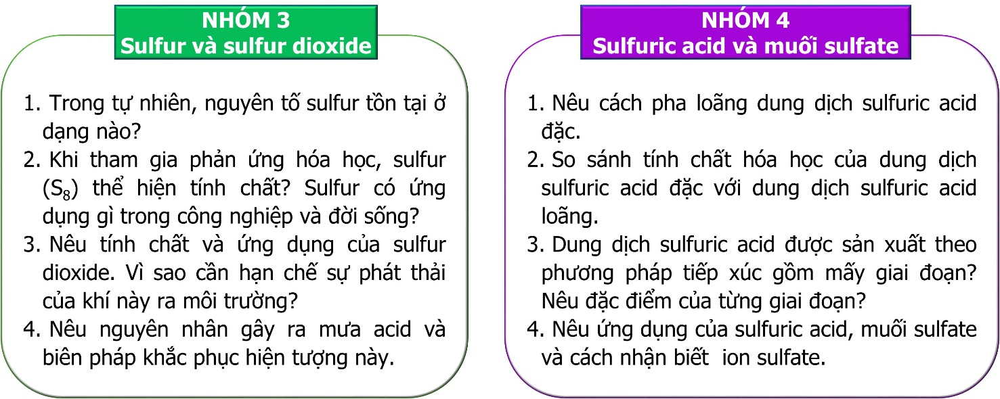 NHÓM 3
Sulfur và sulfur dioxide
1. Trong tự nhiên, nguyên tố sulfur tồn tại ở
dạng nào?
2. Khi tham gia phản ứng hóa học, sulfur
(S₈) thể hiện tính chất? Sulfur có ứng
dụng gì trong công nghiệp và đời sống?
3. Nêu tính chất và ứng dụng của sulfur
dioxide. Vì sao cần hạn chế sự phát thải
của khí này ra môi trường?
4. Nêu nguyên nhân gây ra mưa acid và
biên pháp khắc phục hiện tượng này.
NHÓM 4
Sulfuric acid và muối sulfate
1. Nêu cách pha loãng dung dịch sulfuric acid
đặc.
2. So sánh tính chất hóa học của dung dịch
sulfuric acid đặc với dung dịch sulfuric acid
loãng.
3. Dung dịch sulfuric acid được sản xuất theo
phương pháp tiếp xúc gồm mấy giai đoạn?
Nêu đặc điểm của từng giai đoạn?
4. Nêu ứng dụng của sulfuric acid, muối sulfate
và cách nhận biết ion sulfate.